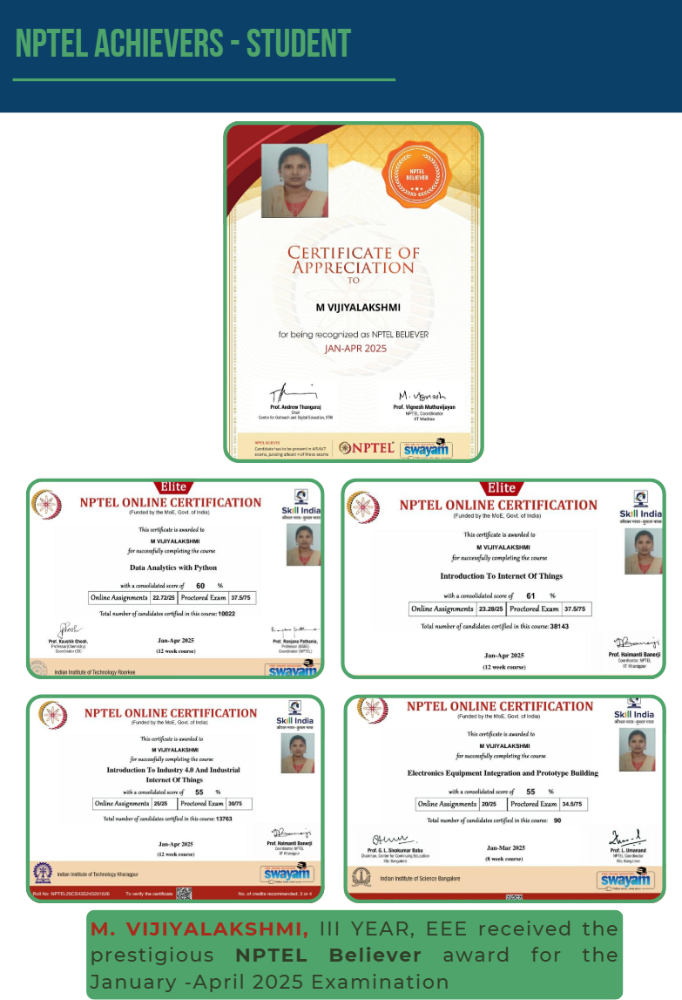 NPTEL ACHIEVERS - STUDENT
NPTEL
BELIEVER
CERTIFICATE OF
APPRECIATION
TO
M VIJIYALAKSHMI
for being recognized as NPTEL BELIEVER
JAN-APR 2025
Prof. Andrew Thangaraj
Chair
Centre for Outreach and Digital Education, IITM
M. Vignesh
Prof. Vignesh Muthuvijayan
NPTEL Coordinator
IIT Madras
NPTEL BELIEVER
Candidate has to be present in 4/5/6/7
exams, passing atleast 4 of these exams
NPTEL
swayam
Elite
NPTEL ONLINE CERTIFICATION
(Funded by the MoE, Govt. of India)
Skill India
कौशल भारत - कुशल भारत
This certificate is awarded to
M VIJIYALAKSHMI
for successfully completing the course
Data Analytics with Python
with a consolidated score of 60 %
Online Assignments 22.72/25 Proctored Exam 37.5/75
Total number of candidates certified in this course: 10022
Prof. Kaushik Ghosh,
Professor(Chemistry)
Coordinator CEC
Jan-Apr 2025
(12 week course)
Prof. Ranjana Pathania,
Professor (BSBE)
Coordinator (NPTEL)
Indian Institute of Technology Roorkee
swayam
Elite
NPTEL ONLINE CERTIFICATION
(Funded by the MoE, Govt. of India)
Skill India
कौशल भारत - कुशल भारत
This certificate is awarded to
M VIJIYALAKSHMI
for successfully completing the course
Introduction To Internet Of Things
with a consolidated score of 61 %
Online Assignments 23.28/25 Proctored Exam 37.5/75
Total number of candidates certified in this course: 38143
Jan-Apr 2025
(12 week course)
Prof. Haimanti Banerji
Coordinator, NPTEL
IIT Kharagpur
NPTEL ONLINE CERTIFICATION
(Funded by the MoE, Govt. of India)
Skill India
कौशल भारत - कुशल भारत
This certificate is awarded to
M VIJIYALAKSHMI
for successfully completing the course
Introduction To Industry 4.0 And Industrial
Internet Of Things
with a consolidated score of 55 %
Online Assignments 25/25 Proctored Exam 30/75
Total number of candidates certified in this course: 13763
Jan-Apr 2025
(12 week course)
Prof. Haimanti Banerji
Coordinator, NPTEL
IIT Kharagpur
Indian Institute of Technology Kharagpur
swayam
Roll No: NPTEL25CS43S243201626 To verify the certificate No. of credits recommended: 3 or 4
NPTEL ONLINE CERTIFICATION
(Funded by the MoE, Govt. of India)
Skill India
कौशल भारत - कुशल भारत
This certificate is awarded to
M VIJIYALAKSHMI
for successfully completing the course
Electronics Equipment Integration and Prototype Building
with a consolidated score of 55 %
Online Assignments 20/25 Proctored Exam 34.5/75
Total number of candidates certified in this course: 90
Prof. G. L. Sivakumar Babu
Chairman, Center for Continuing Education
IISc Bangalore
Jan-Mar 2025
(8 week course)
Prof. L. Umanand
NPTEL Coordinator
IISc Bangalore
Indian Institute of Science Bangalore
swayam
M. VIJIYALAKSHMI, III YEAR, EEE received the
prestigious NPTEL Believer award for the
January -April 2025 Examination